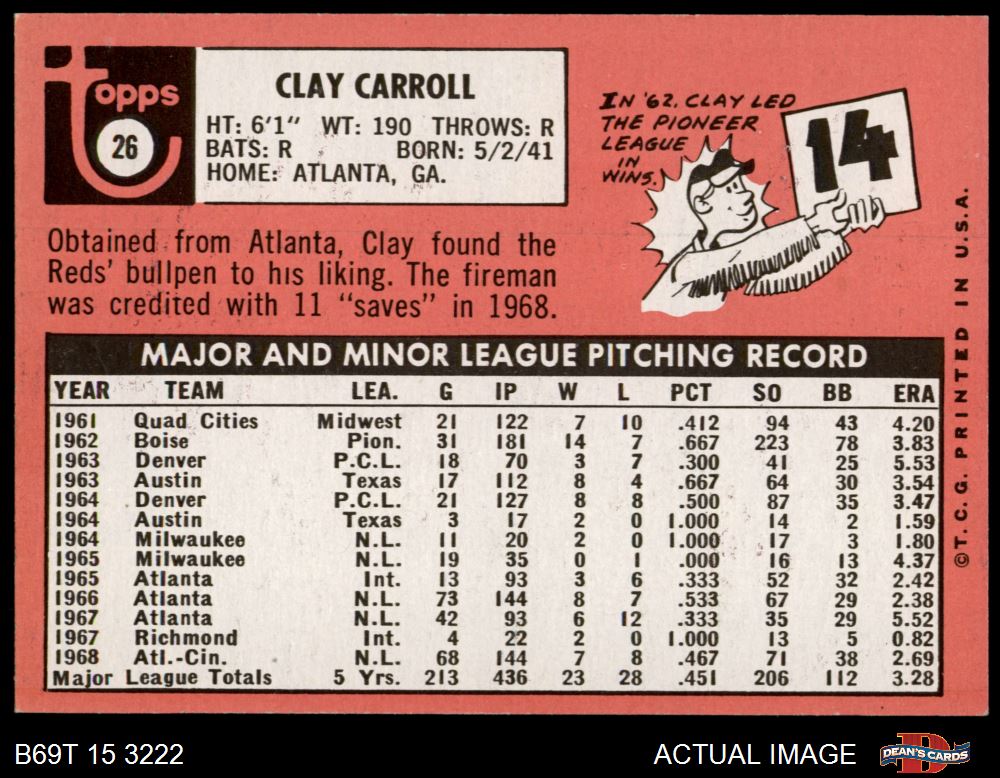 topps
26
CLAY CARROLL
HT: 6'1" WT: 190 THROWS: R
BATS: R BORN: 5/2/41
HOME: ATLANTA, GA.
Obtained from Atlanta, Clay found the
Reds' bullpen to his liking. The fireman
was credited with 11 "saves" in 1968.
IN '62, CLAY LED
THE PIONEER
LEAGUE
IN
WINS.
14
MAJOR AND MINOR LEAGUE PITCHING RECORD
YEAR TEAM LEA. G IP W L PCT SO BB ERA
1961 Quad Cities Midwest 21 122 7 10 .412 94 43 4.20
1962 Boise Pion. 31 181 14 7 .667 223 78 3.83
1963 Denver P.C.L. 18 70 3 7 .300 41 25 5.53
1963 Austin Texas 17 112 8 4 .667 64 30 3.54
1964 Denver P.C.L. 21 127 8 8 .500 87 35 3.47
1964 Austin Texas 3 17 2 0 1.000 14 2 1.59
1964 Milwaukee N.L. 11 20 2 0 1.000 17 3 1.80
1965 Milwaukee N.L. 19 35 0 1 .000 16 13 4.37
1965 Atlanta Int. 13 93 3 6 .333 52 32 2.42
1966 Atlanta N.L. 73 144 8 7 .533 67 29 2.38
1967 Atlanta N.L. 42 93 6 12 .333 35 29 5.52
1967 Richmond Int. 4 22 2 0 1.000 13 5 0.82
1968 Atl.-Cin. N.L. 68 144 7 8 .467 71 38 2.69
Major League Totals 5 Yrs. 213 436 23 28 .451 206 112 3.28
©T.C.G. PRINTED IN U.S.A.
B69T 15 3222
ACTUAL IMAGE
DEAN'S CARDS